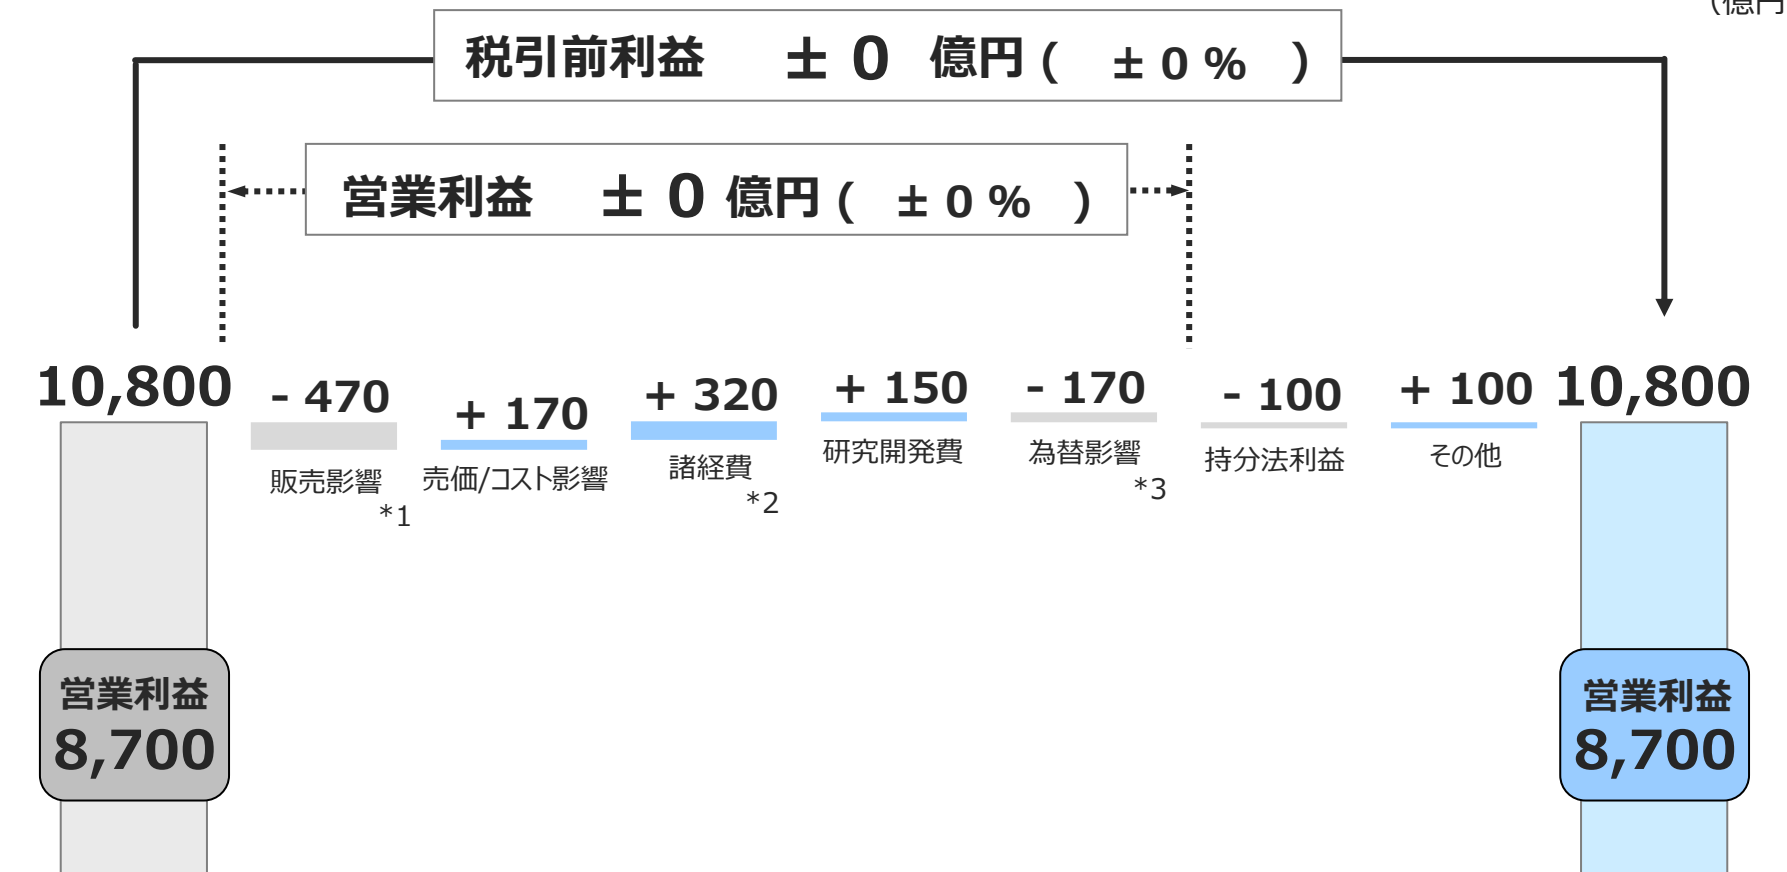 （億円
税引前利益 ± 0 億円 ( ± 0 % )
営業利益 ± 0 億円 ( ± 0 % )
10,800
- 470
販売影響
*1
+ 170
売価/コスト影響
+ 320
諸経費
*2
+ 150
研究開発費
- 170
為替影響
*3
- 100
持分法利益
+ 100
その他
10,800
営業利益
8,700
営業利益
8,700